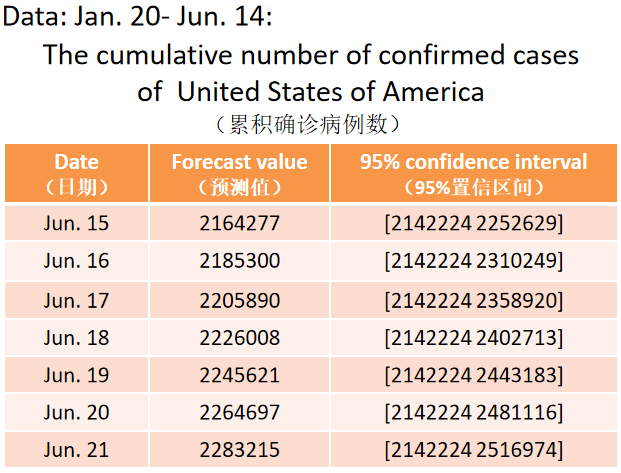 Data: Jan. 20- Jun. 14:
The cumulative number of confirmed cases
of United States of America
（累积确诊病例数）
Date Forecast value 95% confidence interval
（日期） （预测值） （95%置信区间）
Jun. 15 2164277 [2142224 2252629]
Jun. 16 2185300 [2142224 2310249]
Jun. 17 2205890 [2142224 2358920]
Jun. 18 2226008 [2142224 2402713]
Jun. 19 2245621 [2142224 2443183]
Jun. 20 2264697 [2142224 2481116]
Jun. 21 2283215 [2142224 2516974]